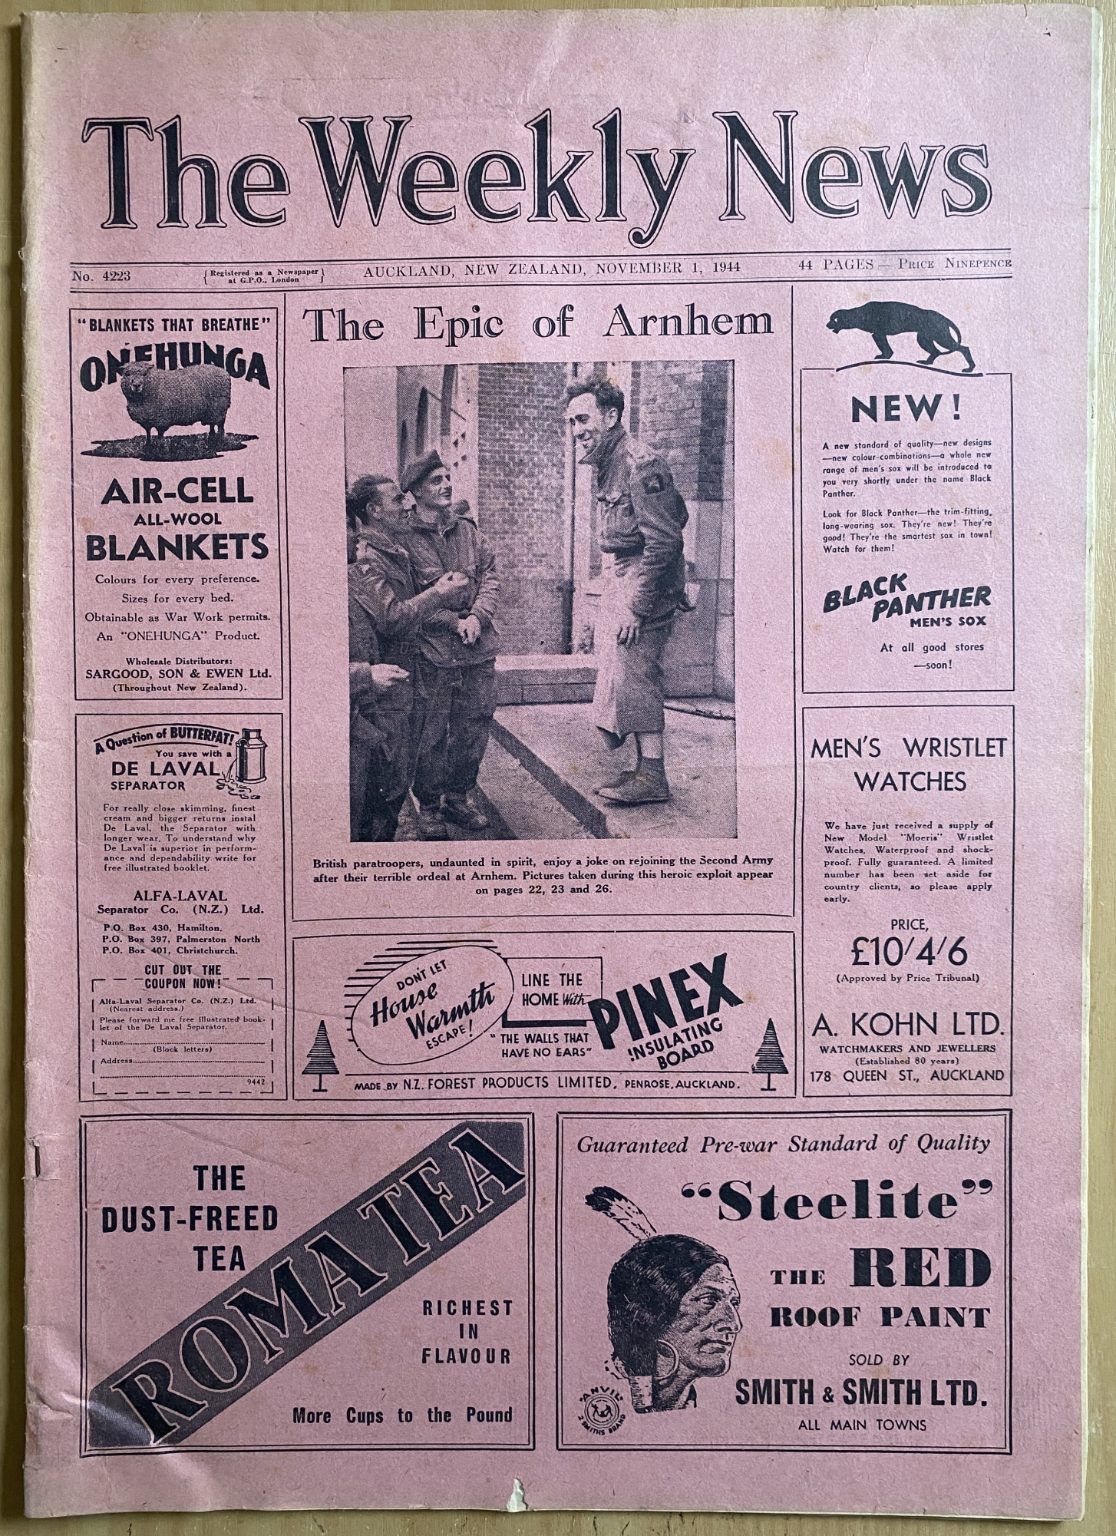 The Weekly News
No. 4223
{ Registered as a Newspaper }
at G.P.O., London
AUCKLAND, NEW ZEALAND, NOVEMBER 1, 1944
44 PAGES — PRICE NINEPENCE
"BLANKETS THAT BREATHE"
ONEHUNGA
AIR-CELL
ALL-WOOL
BLANKETS
Colours for every preference.
Sizes for every bed.
Obtainable as War Work permits.
An "ONEHUNGA" Product.
Wholesale Distributors:
SARGOOD, SON & EWEN Ltd.
(Throughout New Zealand).
A Question of BUTTERFAT!
You save with a
DE LAVAL
SEPARATOR
For really close skimming, finest
cream and bigger returns instal
De Laval, the Separator with
longer wear. To understand why
De Laval is superior in perform-
ance and dependability write for
free illustrated booklet.
ALFA-LAVAL
Separator Co. (N.Z.) Ltd.
P.O. Box 430, Hamilton.
P.O. Box 397, Palmerston North
P.O. Box 401, Christchurch.
CUT OUT THE
COUPON NOW!
Alfa-Laval Separator Co. (N.Z.) Ltd.
(Nearest address.)
Please forward me free illustrated book-
let of the De Laval Separator.
Name
(Block letters)
Address
9442
The Epic of Arnhem
British paratroopers, undaunted in spirit, enjoy a joke on rejoining the Second Army
after their terrible ordeal at Arnhem. Pictures taken during this heroic exploit appear
on pages 22, 23 and 26.
DONT LET
House
Warmth
ESCAPE!
LINE THE
HOME With
PINEX
INSULATING
BOARD
"THE WALLS THAT
HAVE NO EARS"
MADE BY N.Z. FOREST PRODUCTS LIMITED, PENROSE, AUCKLAND.
NEW!
A new standard of quality—new designs
—new colour-combinations—a whole new
range of men's sox will be introduced to
you very shortly under the name Black
Panther.
Look for Black Panther—the trim-fitting,
long-wearing sox. They're new! They're
good! They're the smartest sox in town!
Watch for them!
BLACK
PANTHER
MEN'S SOX
At all good stores
—soon!
MEN'S WRISTLET
WATCHES
We have just received a supply of
New Model "Moeris" Wristlet
Watches, Waterproof and shock-
proof. Fully guaranteed. A limited
number has been set aside for
country clients, so please apply
early.
PRICE,
£10/4/6
(Approved by Price Tribunal)
A. KOHN LTD.
WATCHMAKERS AND JEWELLERS
(Established 80 years)
178 QUEEN ST., AUCKLAND
THE
DUST-FREED
TEA
ROMA TEA
RICHEST
IN
FLAVOUR
More Cups to the Pound
Guaranteed Pre-war Standard of Quality
"Steelite"
THE RED
ROOF PAINT
SOLD BY
SMITH & SMITH LTD.
ALL MAIN TOWNS
"ANVIL"
2 SMITHS BRAND